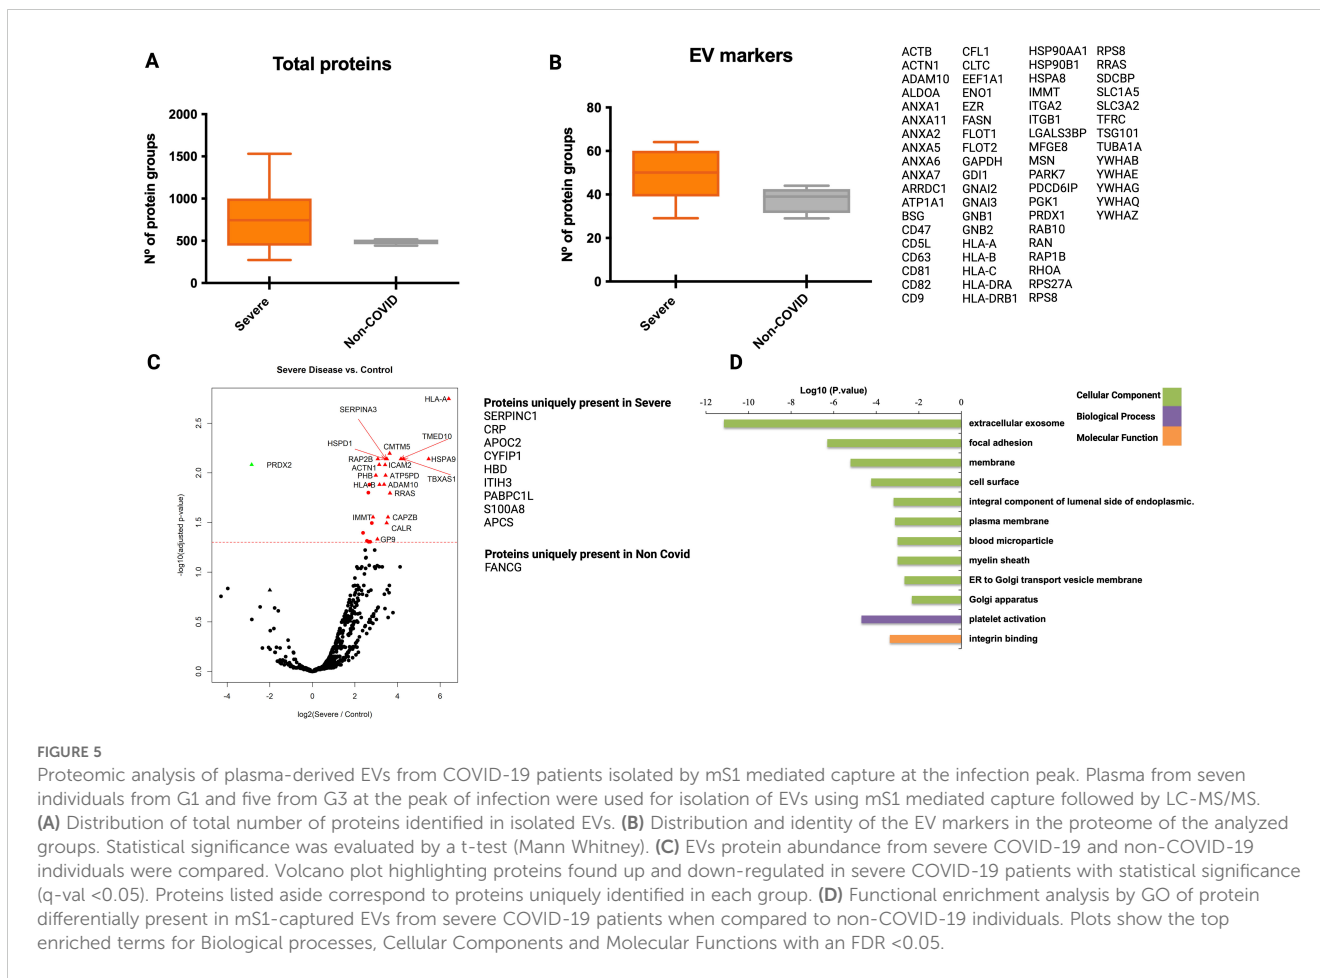 A
Total proteins
Nº of protein groups
2000
1500
1000
500
0
Severe
Non-COVID
B
EV markers
Nº of protein groups
80
60
40
20
0
Severe
Non-COVID
ACTB CFL1 HSP90AA1 RPS8
ACTN1 CLTC HSP90B1 RRAS
ADAM10 EEF1A1 HSPA8 SDCBP
ALDOA ENO1 IMMT SLC1A5
ANXA1 EZR ITGA2 SLC3A2
ANXA11 FASN ITGB1 TFRC
ANXA2 FLOT1 LGALS3BP TSG101
ANXA5 FLOT2 MFGE8 TUBA1A
ANXA6 GAPDH MSN YWHAB
ANXA7 GDI1 PARK7 YWHAE
ARRDC1 GNAI2 PDCD6IP YWHAG
ATP1A1 GNAI3 PGK1 YWHAQ
BSG GNB1 PRDX1 YWHAZ
CD47 GNB2 RAB10
CD5L HLA-A RAN
CD63 HLA-B RAP1B
CD81 HLA-C RHOA
CD82 HLA-DRA RPS27A
CD9 HLA-DRB1 RPS8
C
Severe Disease vs. Control
-log10(adjusted p-value)
2.5
2.0
1.5
1.0
0.5
0.0
-4 -2 0 2 4 6
log2(Severe / Control)
HLA-A
SERPINA3
TMED10
HSPD1
CMTM5
RAP2B
HSPA9
ACTN1
ICAM2
PRDX2
PHB
ATP5PD
TBXAS1
HLA-B
ADAM10
RRAS
IMMT
CAPZB
CALR
GP9
Proteins uniquely present in Severe
SERPINC1
CRP
APOC2
CYFIP1
HBD
ITIH3
PABPC1L
S100A8
APCS
Proteins uniquely present in Non Covid
FANCG
D
Log10 (P.value)
-12 -10 -8 -6 -4 -2 0
extracellular exosome
focal adhesion
membrane
cell surface
integral component of lumenal side of endoplasmic.
plasma membrane
blood microparticle
myelin sheath
ER to Golgi transport vesicle membrane
Golgi apparatus
platelet activation
integrin binding
Cellular Component
Biological Process
Molecular Function
FIGURE 5
Proteomic analysis of plasma-derived EVs from COVID-19 patients isolated by mS1 mediated capture at the infection peak. Plasma from seven
individuals from G1 and five from G3 at the peak of infection were used for isolation of EVs using mS1 mediated capture followed by LC-MS/MS.
(A) Distribution of total number of proteins identified in isolated EVs. (B) Distribution and identity of the EV markers in the proteome of the analyzed
groups. Statistical significance was evaluated by a t-test (Mann Whitney). (C) EVs protein abundance from severe COVID-19 and non-COVID-19
individuals were compared. Volcano plot highlighting proteins found up and down-regulated in severe COVID-19 patients with statistical significance
(q-val <0.05). Proteins listed aside correspond to proteins uniquely identified in each group. (D) Functional enrichment analysis by GO of protein
differentially present in mS1-captured EVs from severe COVID-19 patients when compared to non-COVID-19 individuals. Plots show the top
enriched terms for Biological processes, Cellular Components and Molecular Functions with an FDR <0.05.